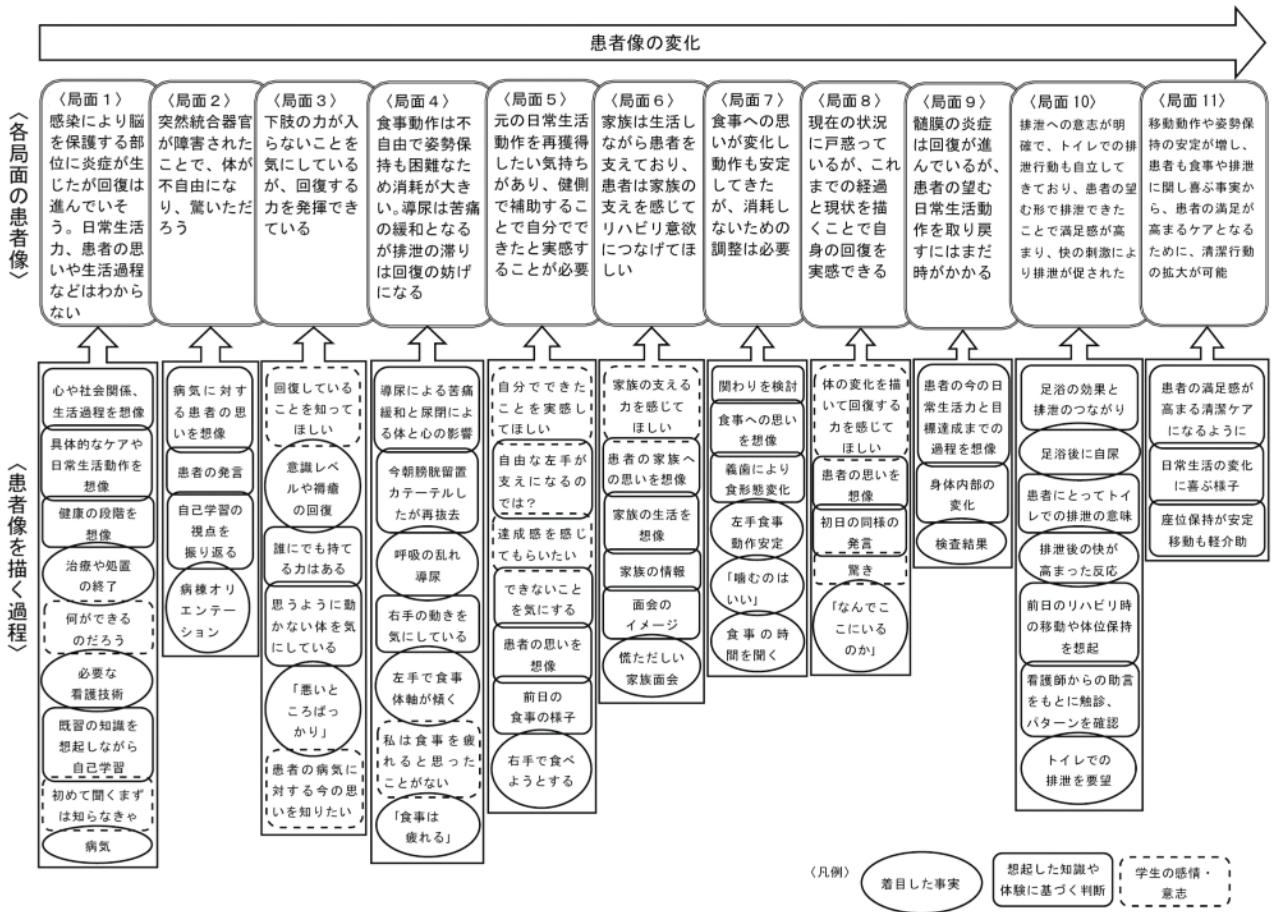 患者像の変化
〈各局面の患者像〉
〈局面1〉
感染により脳
を保護する部
位に炎症が生
じたが回復は
進んでいそ
う。日常生活
力、患者の思
いや生活過程
などはわから
ない
〈局面2〉
突然統合器官
が障害された
ことで、体が
不自由にな
り、驚いただ
ろう
〈局面3〉
下肢の力が入
らないことを
気にしている
が、回復する
力を発揮でき
ている
〈局面4〉
食事動作は不
自由で姿勢保
持も困難なた
め消耗が大き
い。導尿は苦痛
の緩和となる
が排泄の滞り
は回復の妨げ
になる
〈局面5〉
元の日常生活
動作を再獲得
したい気持ち
があり、健側
で補助するこ
とで自分でで
きたと実感す
ることが必要
〈局面6〉
家族は生活し
ながら患者を
支えており、
患者は家族の
支えを感じて
リハビリ意欲
につなげてほ
しい
〈局面7〉
食事への思い
が変化し
動作も安定
してきた
が、消耗し
ないための
調整は必要
〈局面8〉
現在の状況
に戸惑って
いるが、これ
までの経過
と現状を描
くことで自
身の回復を
実感できる
〈局面9〉
髄膜の炎症
は回復が進
んでいるが、
患者の望む
日常生活動
作を取り戻
すにはまだ
時がかかる
〈局面10〉
排泄への意志が明
確で、トイレでの排
泄行動も自立して
きており、患者の望
む形で排泄できた
ことで満足感が高
まり、快の刺激によ
り排泄が促された
〈局面11〉
移動動作や姿勢保
持の安定が増し、
患者も食事や排泄
に関し喜ぶ事実か
ら、患者の満足が
高まるケアとなる
ために、清潔行動
の拡大が可能
〈患者像を描く過程〉
心や社会関係、
生活過程を想像
具体的なケアや
日常生活動作を
想像
健康の段階を
想像
治療や処置
の終了
何ができる
のだろう
必要な
看護技術
既習の知識を
想起しながら
自己学習
初めて聞くまず
は知らなきゃ
病気
病気に対す
る患者の思
いを想像
患者の発言
自己学習の
視点を
振り返る
病棟オリ
エンテー
ション
回復している
ことを知って
ほしい
意識レベ
ルや褥瘡
の回復
誰にでも持て
る力はある
思うように動
かない体を気
にしている
「悪いと
ころばっ
かり」
患者の病気に
対する今の思
いを知りたい
導尿による苦痛
緩和と尿閉によ
る体と心の影響
今朝膀胱留置
カテーテルし
たが再抜去
呼吸の乱れ
導尿
右手の動きを
気にしている
左手で食事
体軸が傾く
私は食事を疲
れると思った
ことがない
「食事は
疲れる」
自分でできた
ことを実感し
てほしい
自由な左手が
支えになるの
では?
達成感を感じ
てもらいたい
できないこと
を気にする
患者の思いを
想像
前日の
食事の様子
右手で食べ
ようとする
家族の支える
力を感じて
ほしい
患者の家族へ
の思いを想像
家族の生活を
想像
家族の情報
面会の
イメージ
慌ただしい
家族面会
関わりを検討
食事への思い
を想像
義歯により
食形態変化
左手食事
動作安定
「噛むのは
いい」
食事の時
間を聞く
体の変化を描
いて回復する
力を感じて
ほしい
患者の思いを
想像
初日の同様の
発言
驚き
「なんでこ
こにいる
のか」
患者の今の日
常生活力と目
標達成までの
過程を想像
身体内部の
変化
検査結果
足浴の効果と
排泄のつながり
足浴後に自尿
患者にとってトイ
レでの排泄の意味
排泄後の快が
高まった反応
前日のリハビリ時
の移動や体位保持
を想起
看護師からの助言
をもとに触診、
パターンを確認
トイレでの
排泄を要望
患者の満足感が
高まる清潔ケア
になるように
日常生活の変化
に喜ぶ様子
座位保持が安定
移動も軽介助
〈凡例〉
着目した事実
想起した知識や
体験に基づく判断
学生の感情・
意志